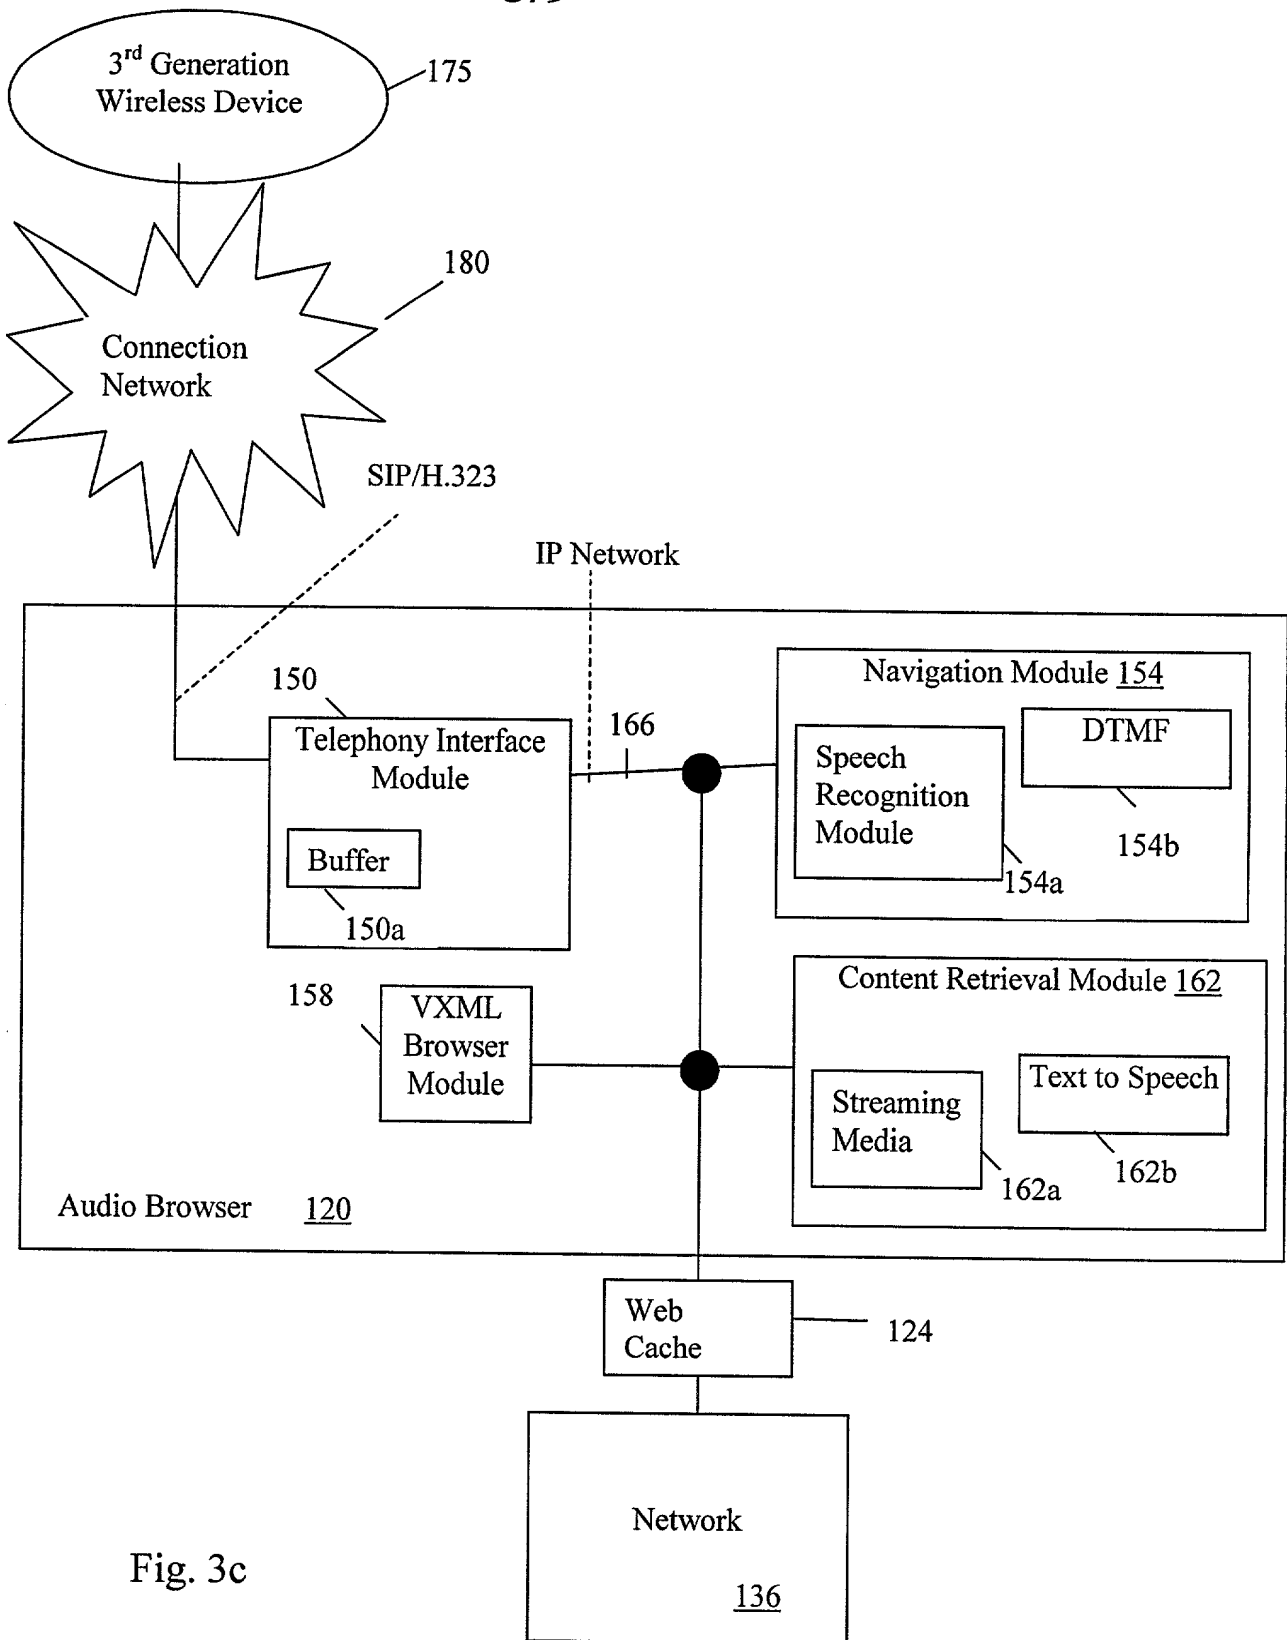 3rd Generation
Wireless Device
175
180
Connection
Network
SIP/H.323
IP Network
150
Telephony Interface
Module
166
Navigation Module 154
Speech
Recognition
Module
DTMF
154b
154a
Buffer
150a
158
VXML
Browser
Module
Content Retrieval Module 162
Streaming
Media
Text to Speech
162a
162b
Audio Browser 120
Web
Cache
124
Network
136
Fig. 3c